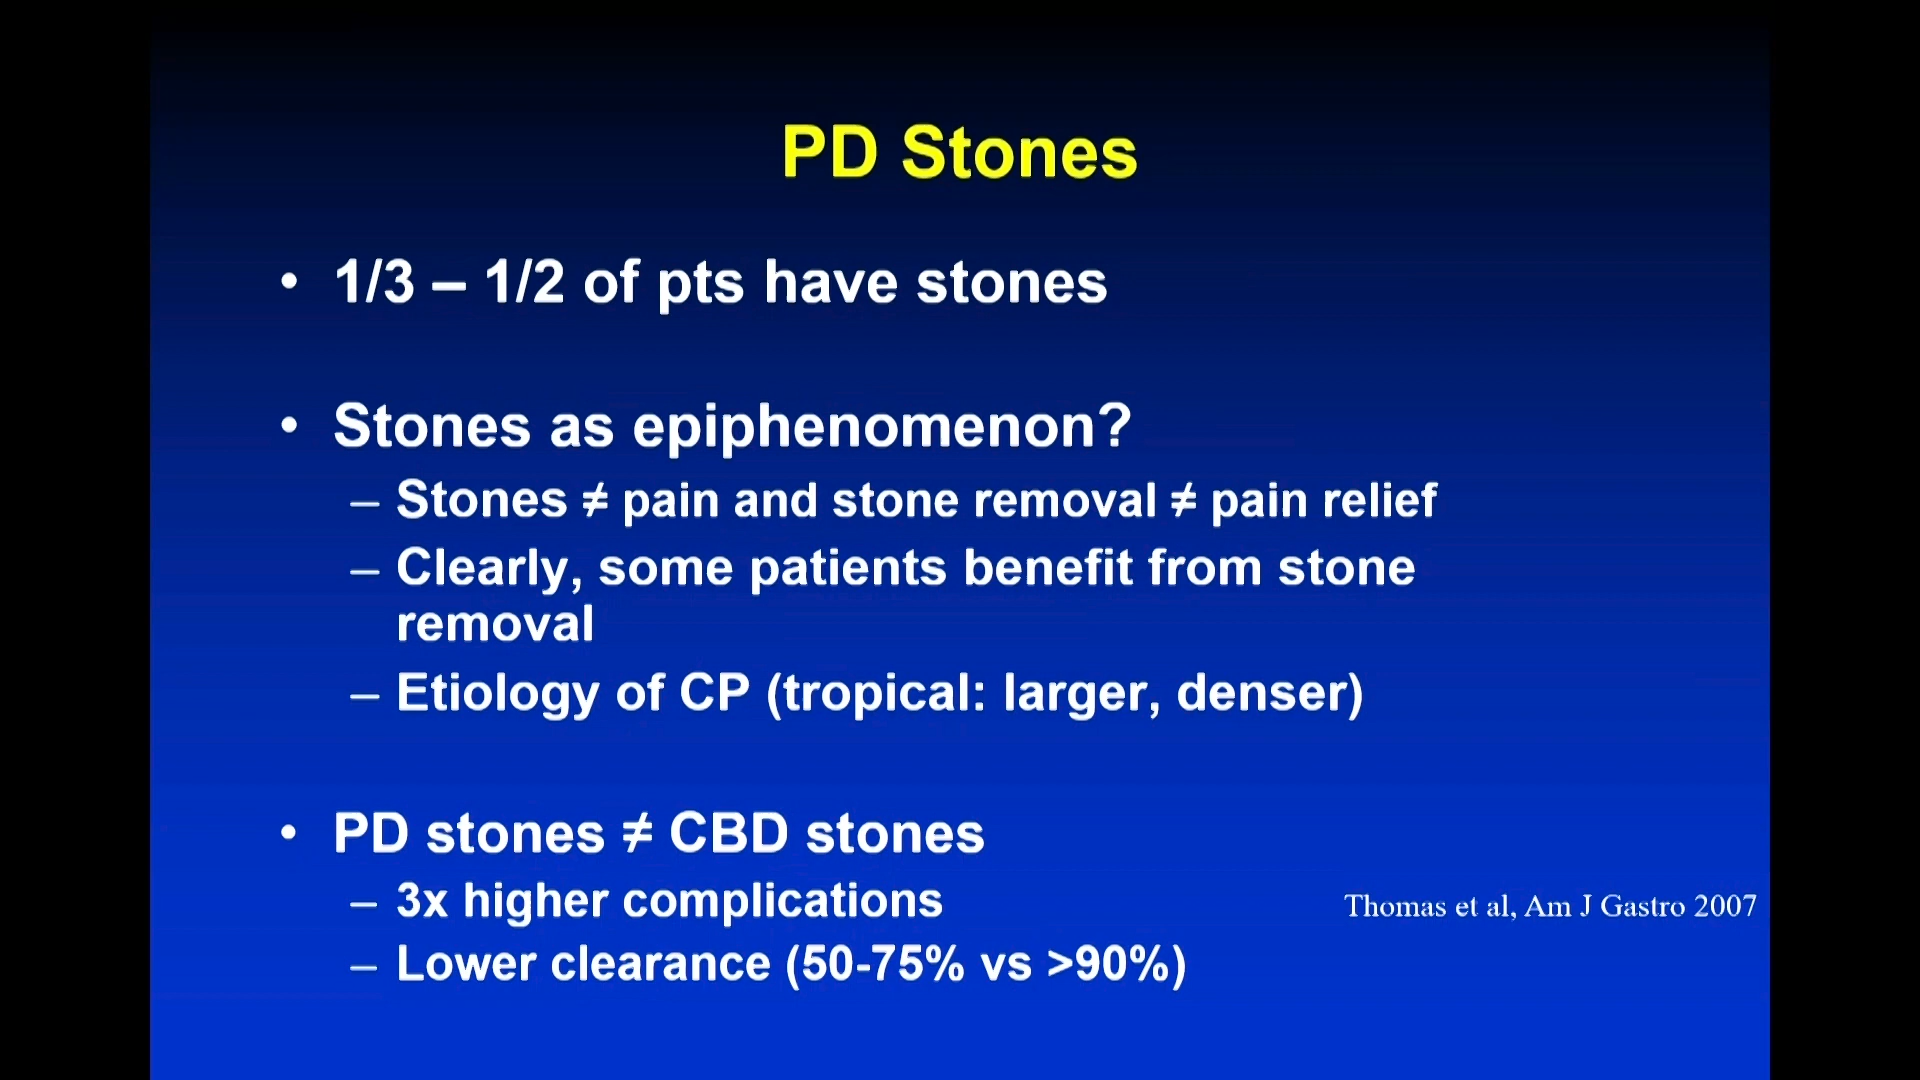 PD Stones
• 1/3 – 1/2 of pts have stones
• Stones as epiphenomenon?
– Stones ≠ pain and stone removal ≠ pain relief
– Clearly, some patients benefit from stone
removal
– Etiology of CP (tropical: larger, denser)
• PD stones ≠ CBD stones
– 3x higher complications
Thomas et al, Am J Gastro 2007
– Lower clearance (50-75% vs >90%)